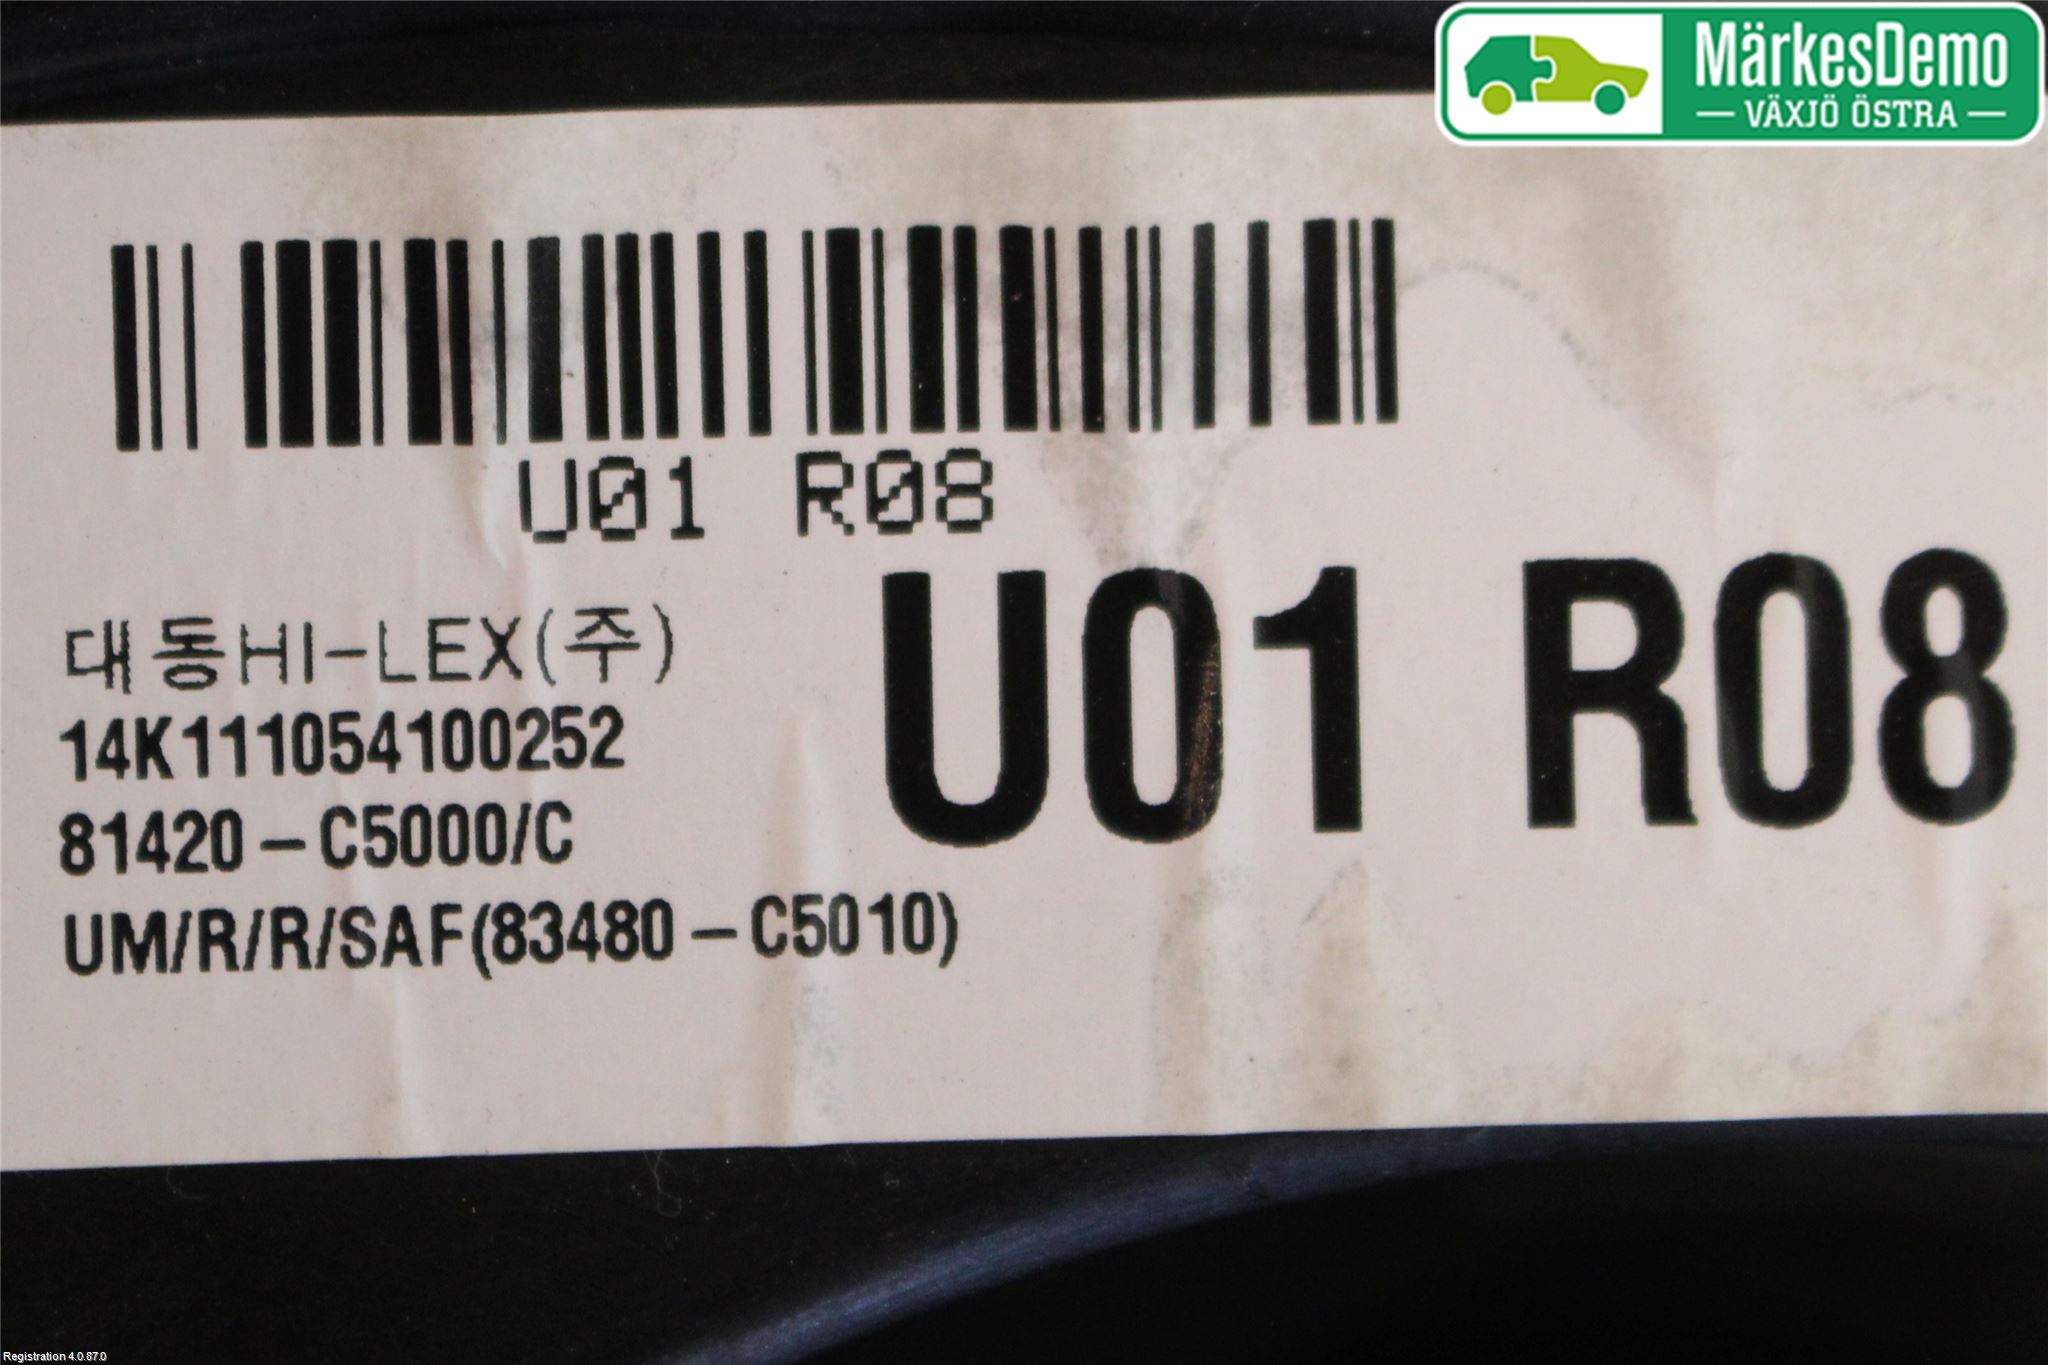 MärkesDemo
VÄXJÖ ÖSTRA
U01 R08
U01 R08
대동HI-LEX(주)
14K111054100252
81420-C5000/C
UM/R/R/SAF(83480-C5010)
Registration 4.0.87.0